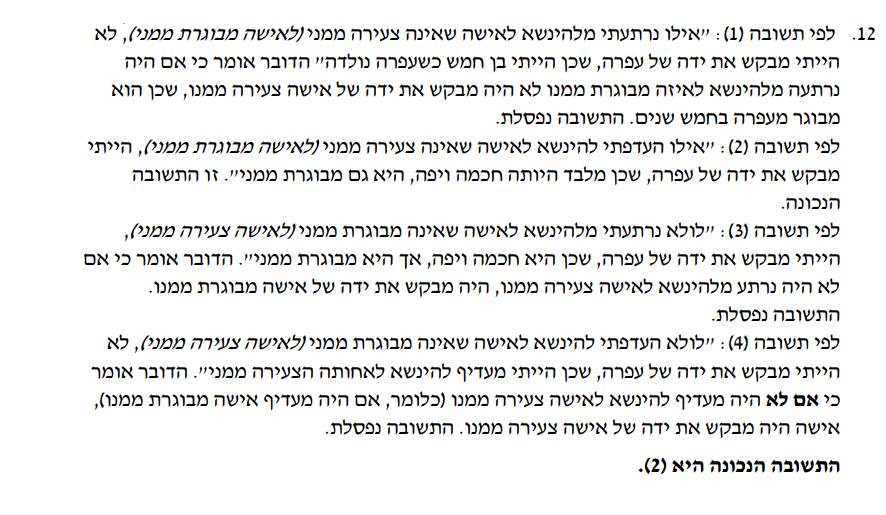 12. לפי תשובה (1): "אילו נרתעתי מלהינשא לאישה שאינה צעירה ממני (לאישה מבוגרת ממני), לא
הייתי מבקש את ידה של עפרה, שכן הייתי בן חמש כשעפרה נולדה" הדובר אומר כי אם היה
נרתעה מלהינשא לאיזה מבוגרת ממנו לא היה מבקש את ידה של אישה צעירה ממנו, שכן הוא
מבוגר מעפרה בחמש שנים. התשובה נפסלת.
לפי תשובה (2): "אילו העדפתי להינשא לאישה שאינה צעירה ממני (לאישה מבוגרת ממני), הייתי
מבקש את ידה של עפרה, שכן מלבד היותה חכמה ויפה, היא גם מבוגרת ממני". זו התשובה
הנכונה.
לפי תשובה (3): "לולא נרתעתי מלהינשא לאישה שאינה מבוגרת ממני (לאישה צעירה ממני),
הייתי מבקש את ידה של עפרה, שכן היא חכמה ויפה, אך היא מבוגרת ממני". הדובר אומר כי אם
לא היה נרתע מלהינשא לאישה צעירה ממנו, היה מבקש את ידה של אישה מבוגרת ממנו.
התשובה נפסלת.
לפי תשובה (4): "לולא העדפתי להינשא לאישה שאינה מבוגרת ממני (לאישה צעירה ממני), לא
הייתי מבקש את ידה של עפרה, שכן הייתי מעדיף להינשא לאחותה הצעירה ממני". הדובר אומר
כי אם לא היה מעדיף להינשא לאישה צעירה ממנו (כלומר, אם היה מעדיף אישה מבוגרת ממנו),
אישה היה מבקש את ידה של אישה צעירה ממנו. התשובה נפסלת.
התשובה הנכונה היא (2).